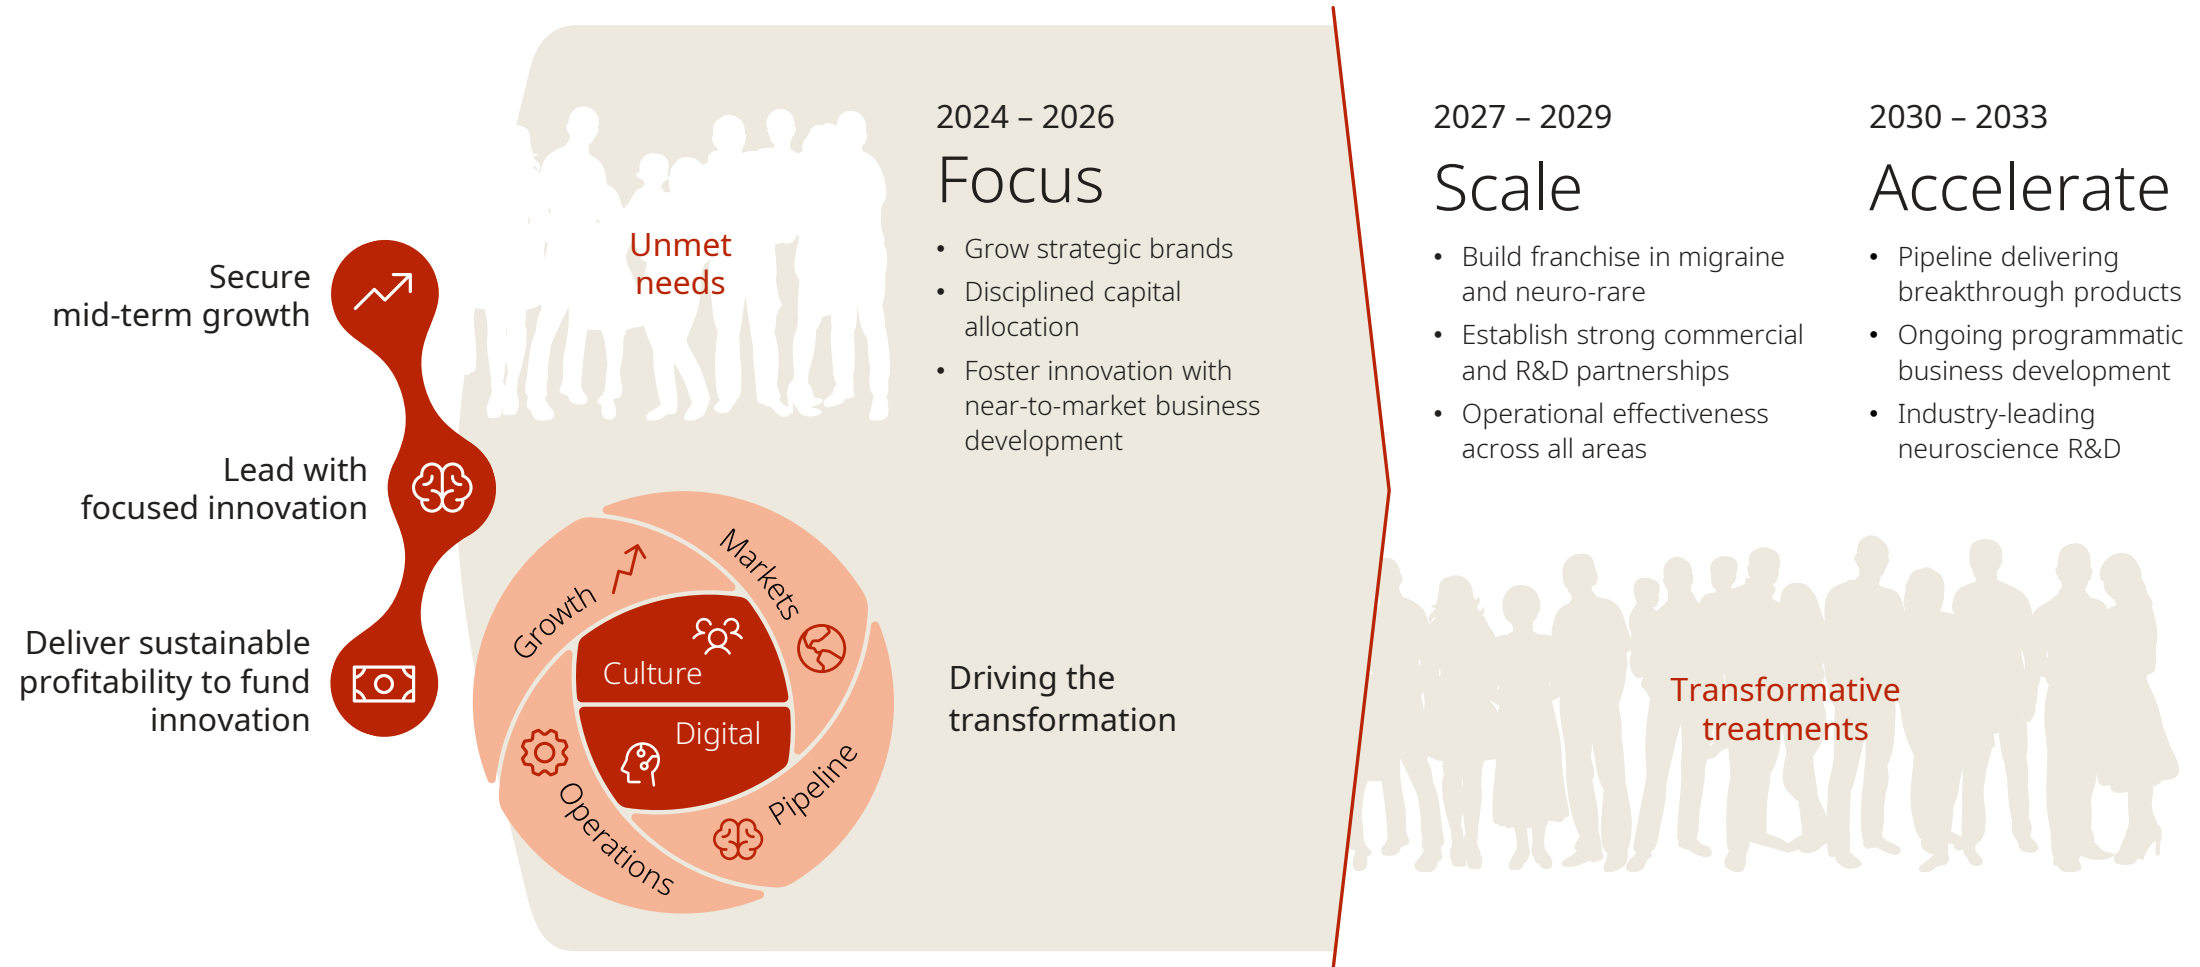 Secure
mid-term growth
Lead with
focused innovation
Deliver sustainable
profitability to fund
innovation
Unmet
needs
2024 – 2026
Focus
• Grow strategic brands
• Disciplined capital
allocation
• Foster innovation with
near-to-market business
development
Growth
Markets
Culture
Digital
Operations
Pipeline
Driving the
transformation
2027 – 2029
Scale
• Build franchise in migraine
and neuro-rare
• Establish strong commercial
and R&D partnerships
• Operational effectiveness
across all areas
2030 – 2033
Accelerate
• Pipeline delivering
breakthrough products
• Ongoing programmatic
business development
• Industry-leading
neuroscience R&D
Transformative
treatments